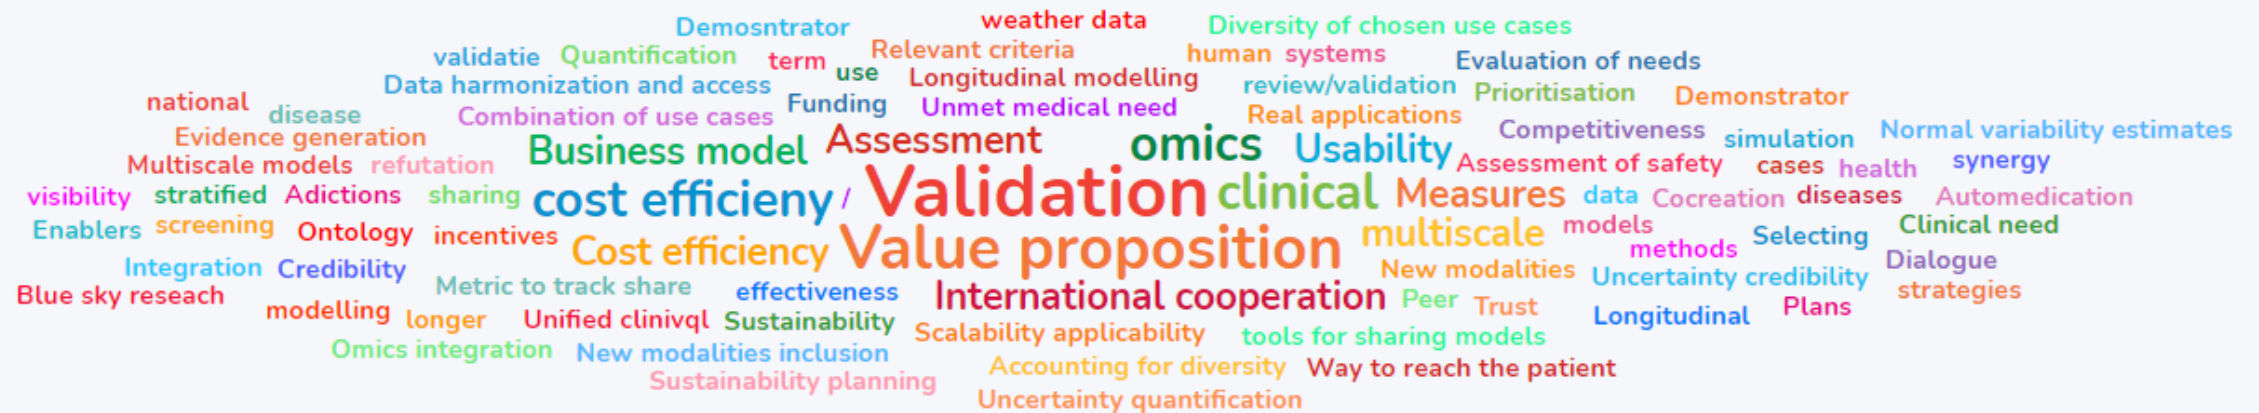 Demosntrator weather data Diversity of chosen use cases
validatie Quantification term Relevant criteria human systems Evaluation of needs
Data harmonization and access use Longitudinal modelling review/validation Prioritisation Demonstrator
national disease Combination of use cases Funding Unmet medical need Real applications
Evidence generation Business model Assessment omics Usability Competitiveness simulation Normal variability estimates
Multiscale models refutation Assessment of safety cases health synergy
visibility stratified Adictions sharing cost efficieny / Validation clinical Measures data Cocreation diseases Automedication
Enablers screening Ontology incentives Cost efficiency Value proposition multiscale models methods Selecting Clinical need
Integration Credibility New modalities Uncertainty credibility Dialogue
Blue sky reseach Metric to track share effectiveness International cooperation Peer Trust Plans strategies
modelling longer Unified clinivql Sustainability Scalability applicability tools for sharing models Longitudinal
Omics integration New modalities inclusion Accounting for diversity Way to reach the patient
Sustainability planning Uncertainty quantification